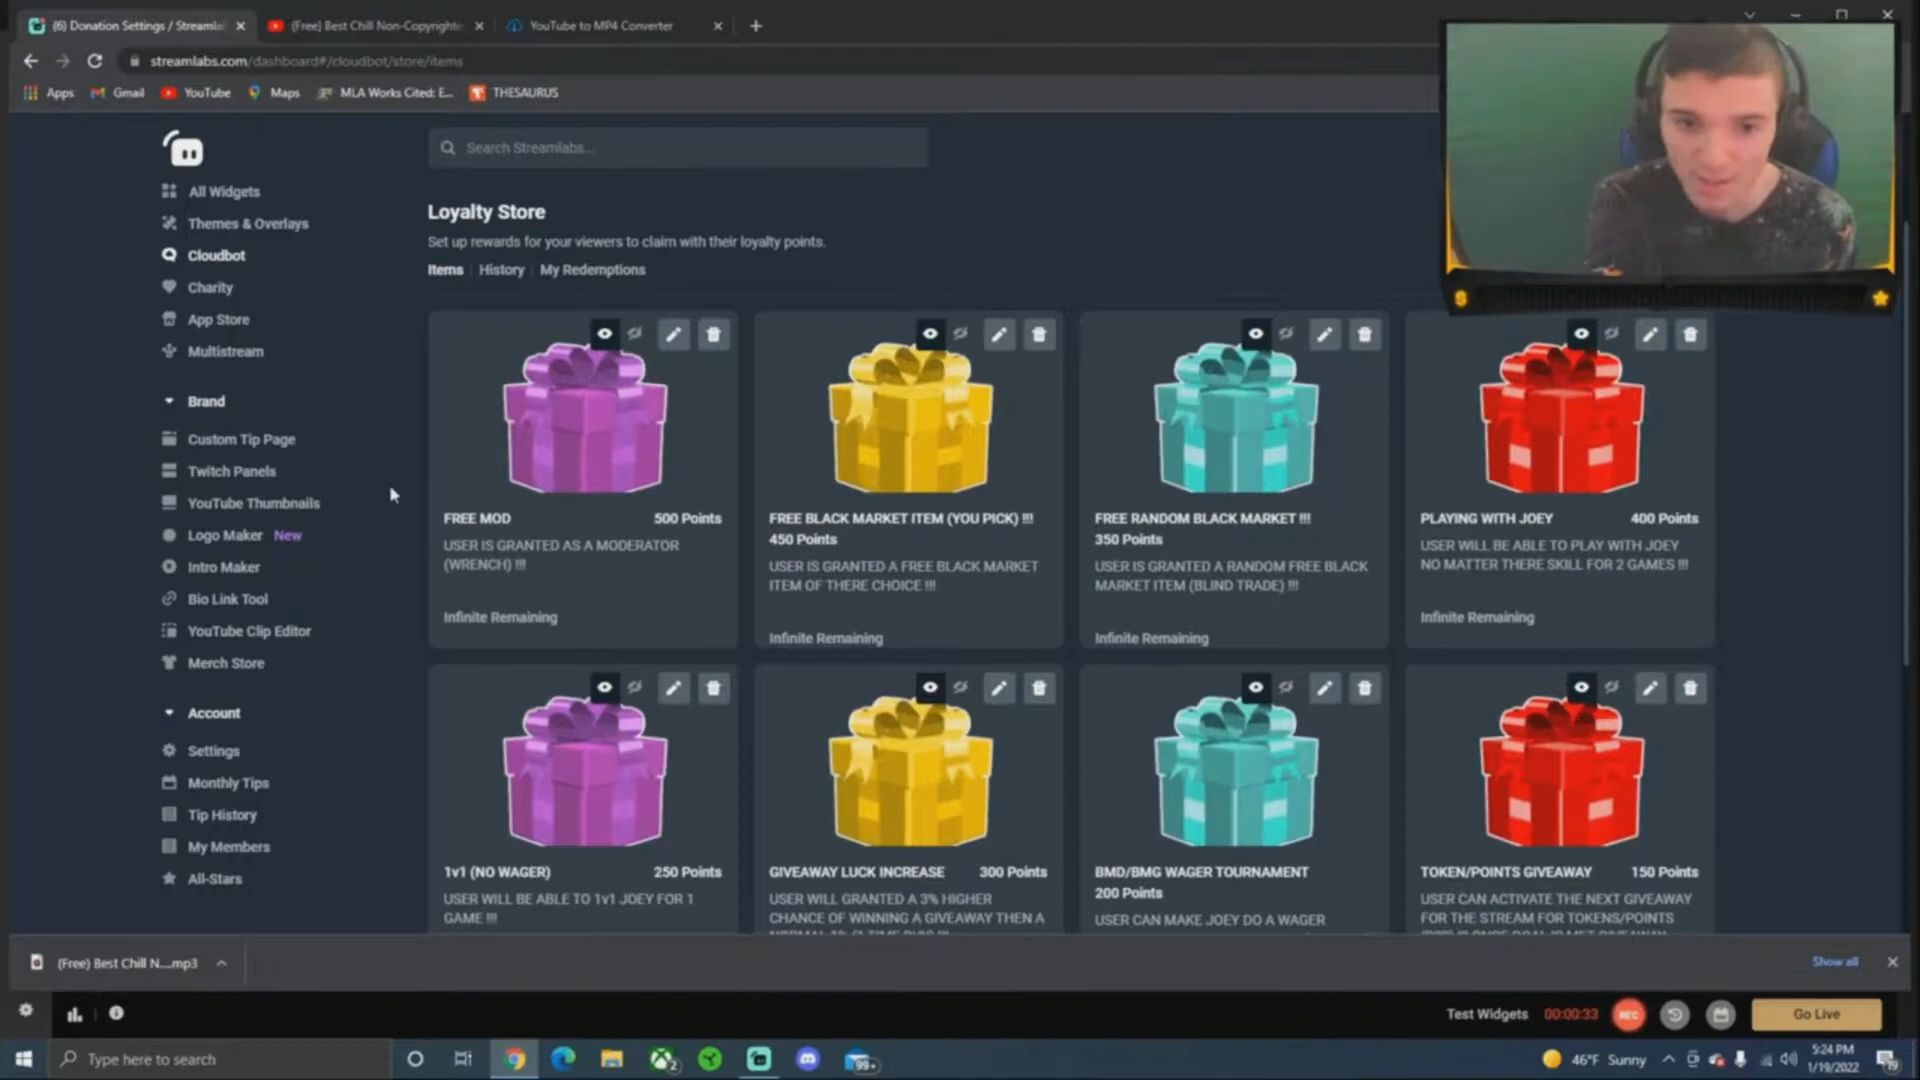 (6) Donation Settings / Streamla
(Free) Best Chill Non-Copyrighte
YouTube to MP4 Converter
streamlabs.com/dashboard#/cloudbot/store/items
Apps
Gmail
YouTube
Maps
MLA Works Cited: E...
THESAURUS
Search Streamlabs...
All Widgets
Themes & Overlays
Cloudbot
Charity
App Store
Multistream
Brand
Custom Tip Page
Twitch Panels
YouTube Thumbnails
Logo Maker New
Intro Maker
Bio Link Tool
YouTube Clip Editor
Merch Store
Account
Settings
Monthly Tips
Tip History
My Members
All-Stars
Loyalty Store
Set up rewards for your viewers to claim with their loyalty points.
Items
History
My Redemptions
FREE MOD 500 Points
USER IS GRANTED AS A MODERATOR
(WRENCH) !!!
Infinite Remaining
FREE BLACK MARKET ITEM (YOU PICK) !!!
450 Points
USER IS GRANTED A FREE BLACK MARKET
ITEM OF THERE CHOICE !!!
Infinite Remaining
FREE RANDOM BLACK MARKET !!!
350 Points
USER IS GRANTED A RANDOM FREE BLACK
MARKET ITEM (BLIND TRADE) !!!
Infinite Remaining
PLAYING WITH JOEY 400 Points
USER WILL BE ABLE TO PLAY WITH JOEY
NO MATTER THERE SKILL FOR 2 GAMES !!!
Infinite Remaining
1v1 (NO WAGER) 250 Points
USER WILL BE ABLE TO 1v1 JOEY FOR 1
GAME !!!
GIVEAWAY LUCK INCREASE 300 Points
USER WILL GRANTED A 3% HIGHER
CHANCE OF WINNING A GIVEAWAY THEN A
BMD/BMG WAGER TOURNAMENT
200 Points
USER CAN MAKE JOEY DO A WAGER
TOKEN/POINTS GIVEAWAY 150 Points
USER CAN ACTIVATE THE NEXT GIVEAWAY
FOR THE STREAM FOR TOKENS/POINTS
(Free) Best Chill N....mp3
Show all
Test Widgets
00:00:33
REC
Go Live
Type here to search
2
99+
46°F Sunny
5:24 PM
1/19/2022
19